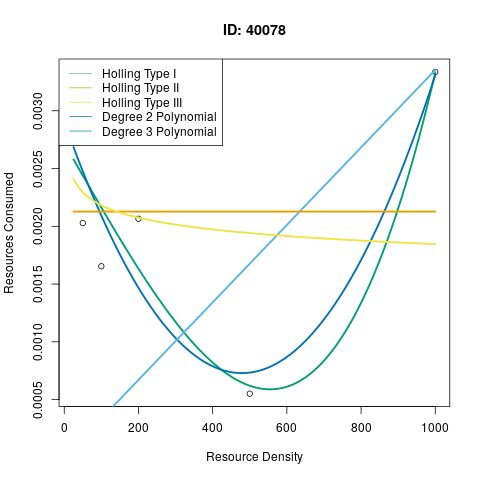 ID: 40078
Holling Type I
Holling Type II
Holling Type III
Degree 2 Polynomial
Degree 3 Polynomial
Resources Consumed
0.0030
0.0025
0.0020
0.0015
0.0010
0.0005
0 200 400 600 800 1000
Resource Density